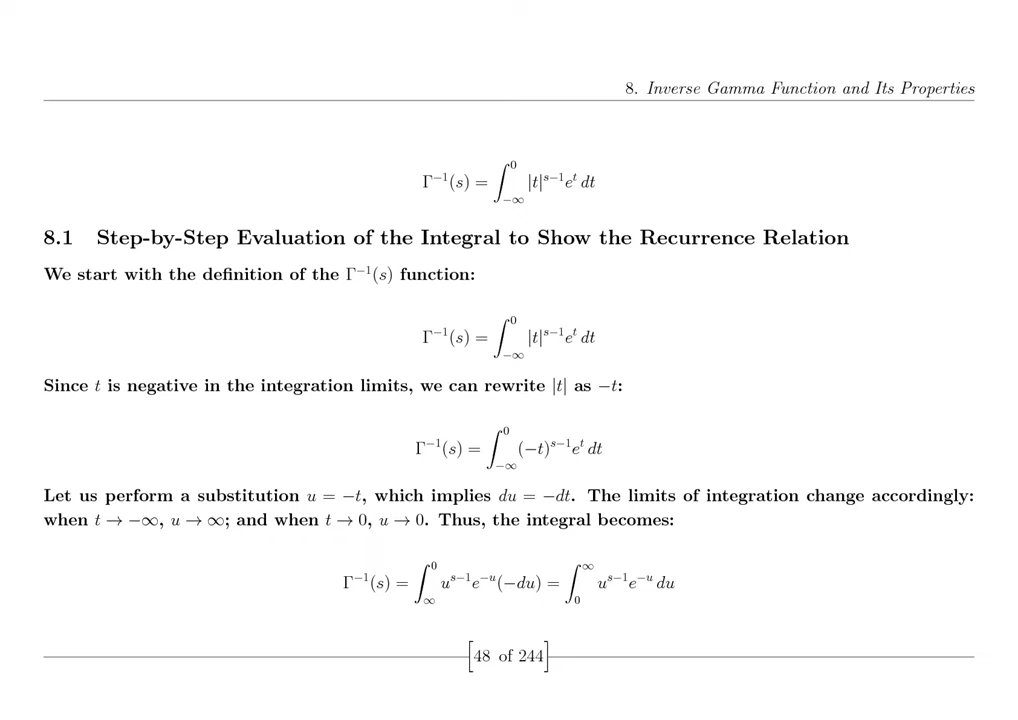 8. Inverse Gamma Function and Its Properties
Γ⁻¹(s) = ∫_{−∞}^{0} |t|^{s−1} e^{t} dt
8.1 Step-by-Step Evaluation of the Integral to Show the Recurrence Relation
We start with the definition of the Γ⁻¹(s) function:
Γ⁻¹(s) = ∫_{−∞}^{0} |t|^{s−1} e^{t} dt
Since t is negative in the integration limits, we can rewrite |t| as −t:
Γ⁻¹(s) = ∫_{−∞}^{0} (−t)^{s−1} e^{t} dt
Let us perform a substitution u = −t, which implies du = −dt. The limits of integration change accordingly:
when t → −∞, u → ∞; and when t → 0, u → 0. Thus, the integral becomes:
Γ⁻¹(s) = ∫_{∞}^{0} u^{s−1} e^{−u} (−du) = ∫_{0}^{∞} u^{s−1} e^{−u} du
[48 of 244]